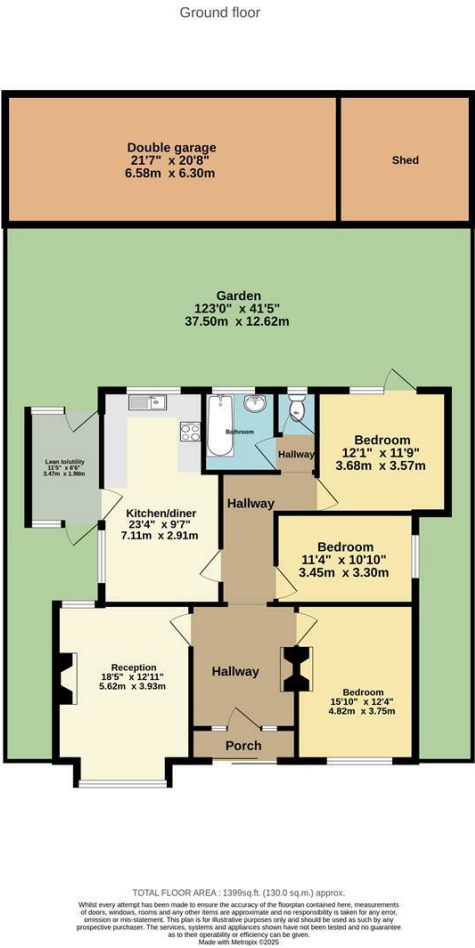 Ground floor
Double garage
21'7" x 20'8"
6.58m x 6.30m
Shed
Garden
123'0" x 41'5"
37.50m x 12.62m
Lean to/utility
11'5" x 6'6"
3.47m x 1.98m
Bathroom
Hallway
Bedroom
12'1" x 11'9"
3.68m x 3.57m
Kitchen/diner
23'4" x 9'7"
7.11m x 2.91m
Hallway
Bedroom
11'4" x 10'10"
3.45m x 3.30m
Reception
18'5" x 12'11"
5.62m x 3.93m
Hallway
Bedroom
15'10" x 12'4"
4.82m x 3.75m
Porch
TOTAL FLOOR AREA : 1399sq.ft. (130.0 sq.m.) approx.
Whilst every attempt has been made to ensure the accuracy of the floorplan contained here, measurements
of doors, windows, rooms and any other items are approximate and no responsibility is taken for any error,
omission or mis-statement. This plan is for illustrative purposes only and should be used as such by any
prospective purchaser. The services, systems and appliances shown have not been tested and no guarantee
as to their operability or efficiency can be given.
Made with Metropix ©2025